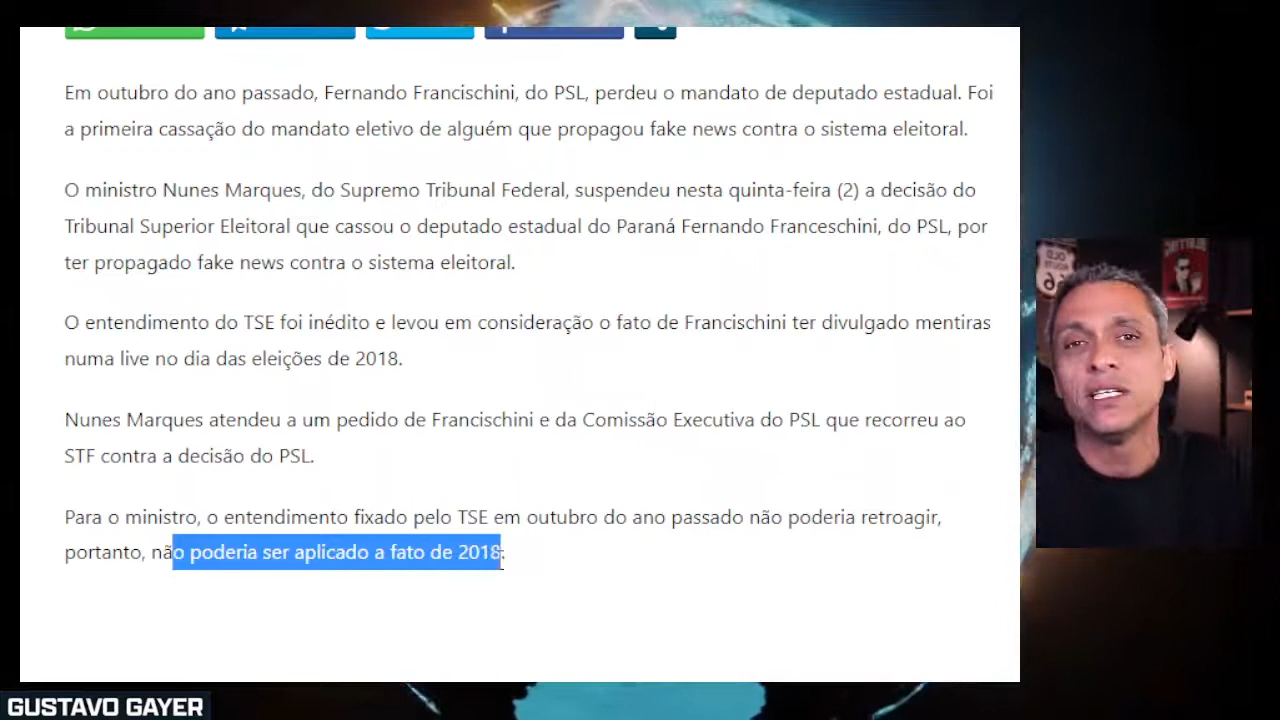 Em outubro do ano passado, Fernando Francischini, do PSL, perdeu o mandato de deputado estadual. Foi
a primeira cassação do mandato eletivo de alguém que propagou fake news contra o sistema eleitoral.
O ministro Nunes Marques, do Supremo Tribunal Federal, suspendeu nesta quinta-feira (2) a decisão do
Tribunal Superior Eleitoral que cassou o deputado estadual do Paraná Fernando Franceschini, do PSL, por
ter propagado fake news contra o sistema eleitoral.
O entendimento do TSE foi inédito e levou em consideração o fato de Francischini ter divulgado mentiras
numa live no dia das eleições de 2018.
Nunes Marques atendeu a um pedido de Francischini e da Comissão Executiva do PSL que recorreu ao
STF contra a decisão do PSL.
Para o ministro, o entendimento fixado pelo TSE em outubro do ano passado não poderia retroagir,
portanto, não poderia ser aplicado a fato de 2018.
GUSTAVO GAYER